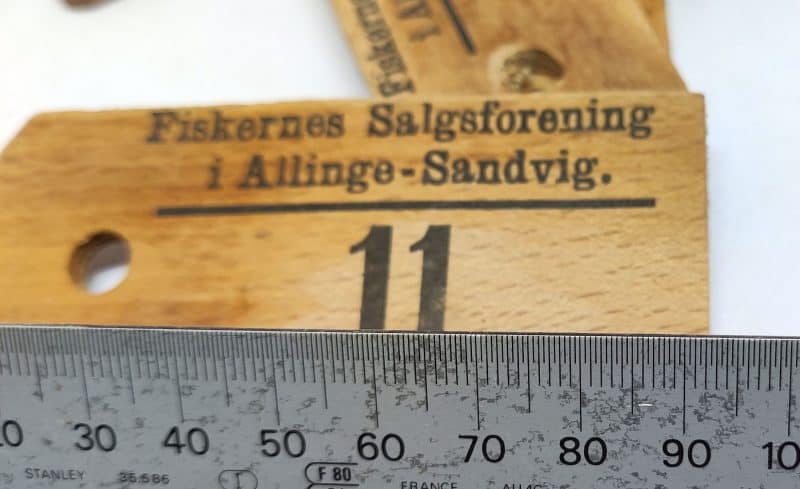 Fiskernes Salgsforening
i Allinge-Sandvig.
11
30 40 50 60 70 80 90
STANLEY
F 80
FRANCE